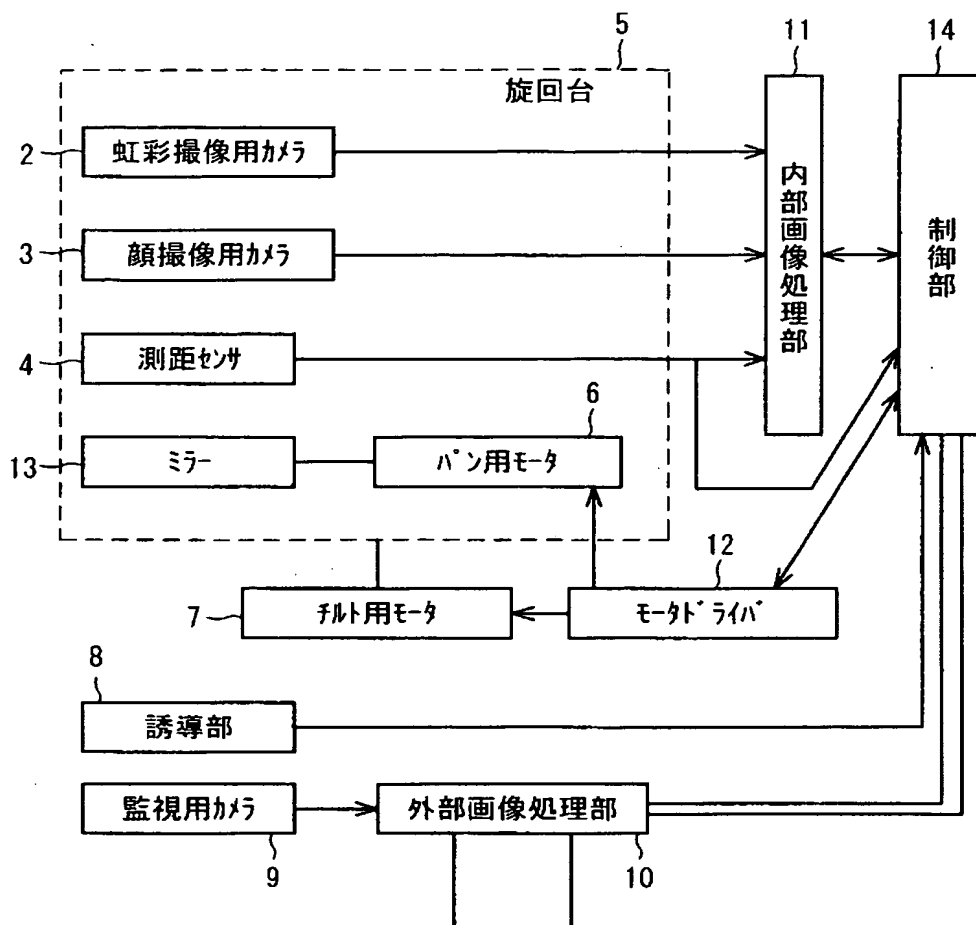 5
11
14
旋回台
2
虹彩撮像用カメラ
内部画像処理部
制御部
3
顔撮像用カメラ
4
測距センサ
6
13
ミラー
パン用モータ
12
7
チルト用モータ
モータドライバ
8
誘導部
監視用カメラ
外部画像処理部
9
10